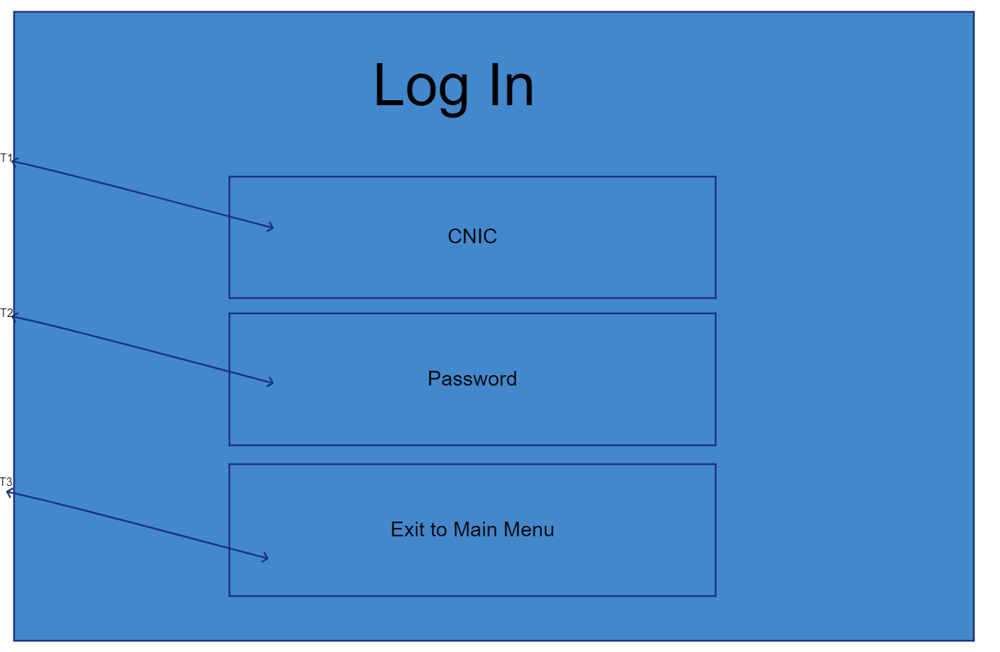 Log In
T1
CNIC
T2
Password
T3
Exit to Main Menu